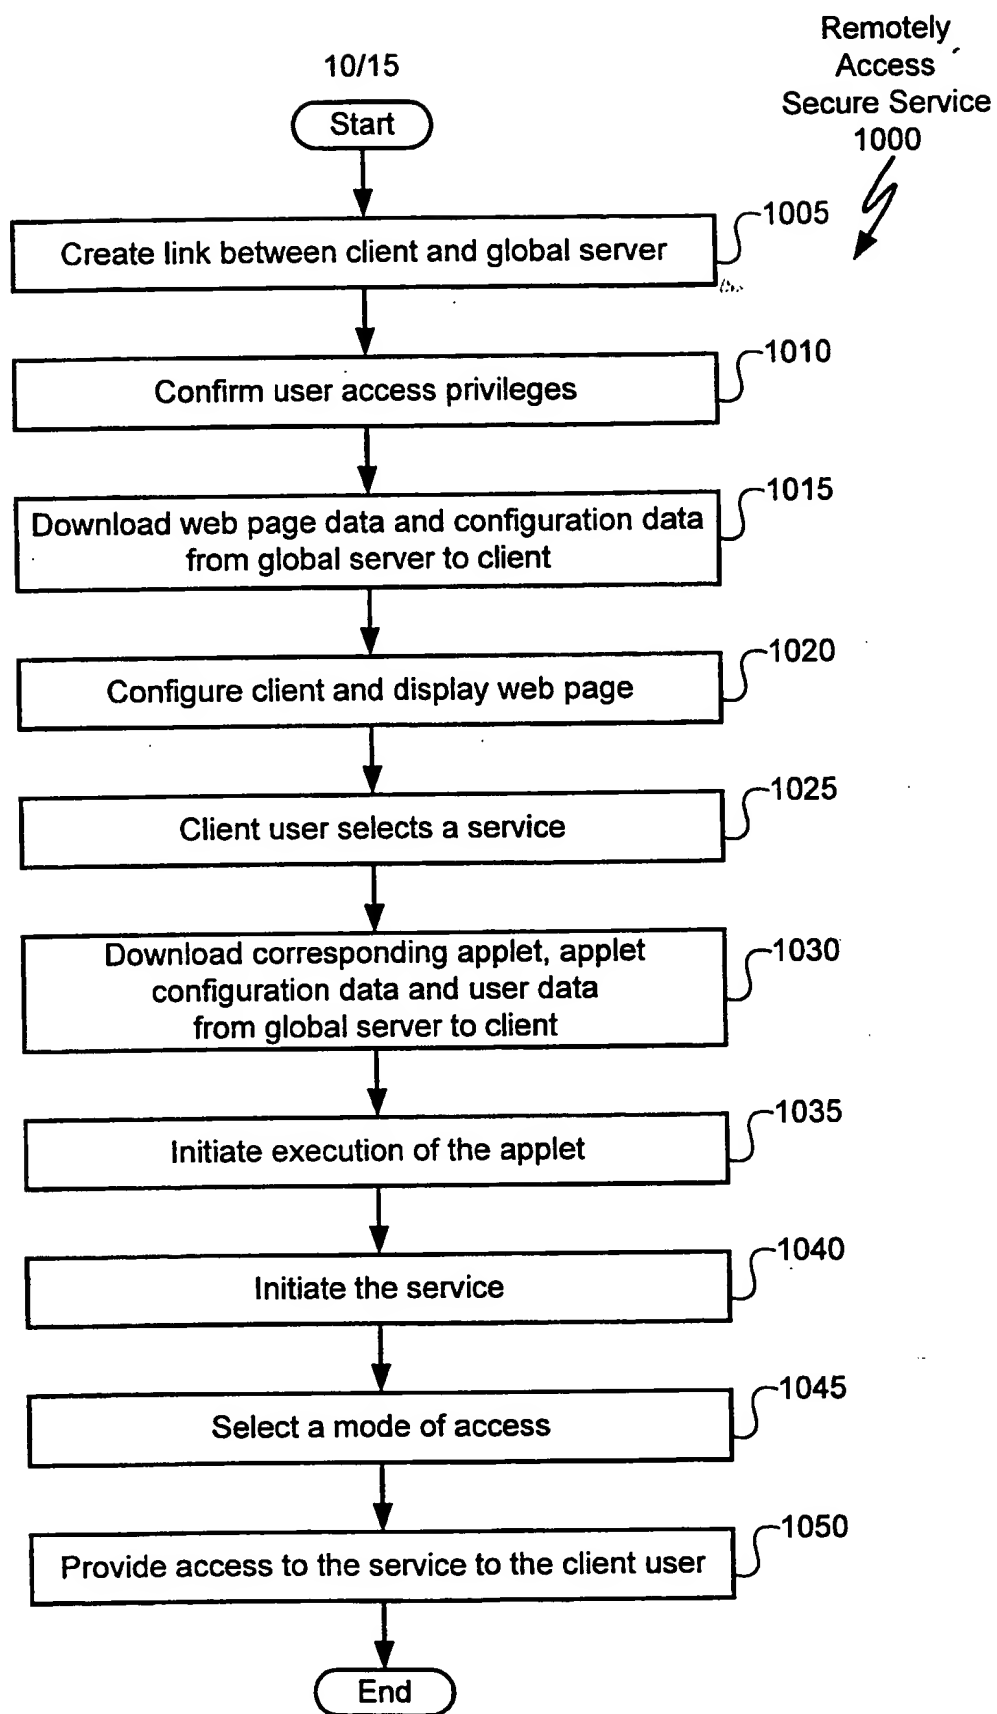 Remotely
Access
Secure Service
1000
10/15
Start
1005
Create link between client and global server
1010
Confirm user access privileges
1015
Download web page data and configuration data
from global server to client
1020
Configure client and display web page
1025
Client user selects a service
1030
Download corresponding applet, applet
configuration data and user data
from global server to client
1035
Initiate execution of the applet
1040
Initiate the service
1045
Select a mode of access
1050
Provide access to the service to the client user
End